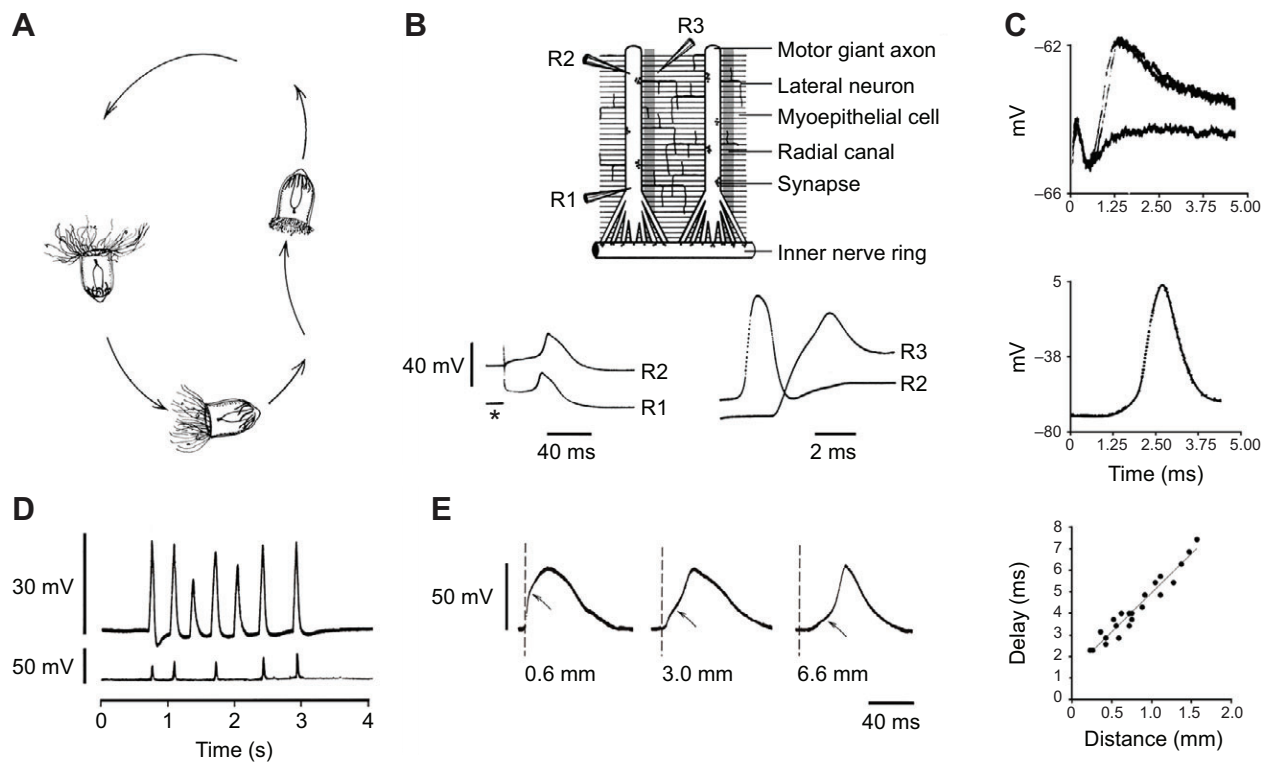 A
B
R3
R2
R1
Motor giant axon
Lateral neuron
Myoepithelial cell
Radial canal
Synapse
Inner nerve ring
40 mV
R2
R1
*
40 ms
R3
R2
2 ms
C
–62
mV
–66
0 1.25 2.50 3.75 5.00
5
mV
–38
–80
0 1.25 2.50 3.75 5.00
Time (ms)
8
7
6
5
4
3
2
1
0
Delay (ms)
0 0.5 1.0 1.5 2.0
Distance (mm)
D
30 mV
50 mV
0 1 2 3 4
Time (s)
E
50 mV
0.6 mm 3.0 mm 6.6 mm
40 ms